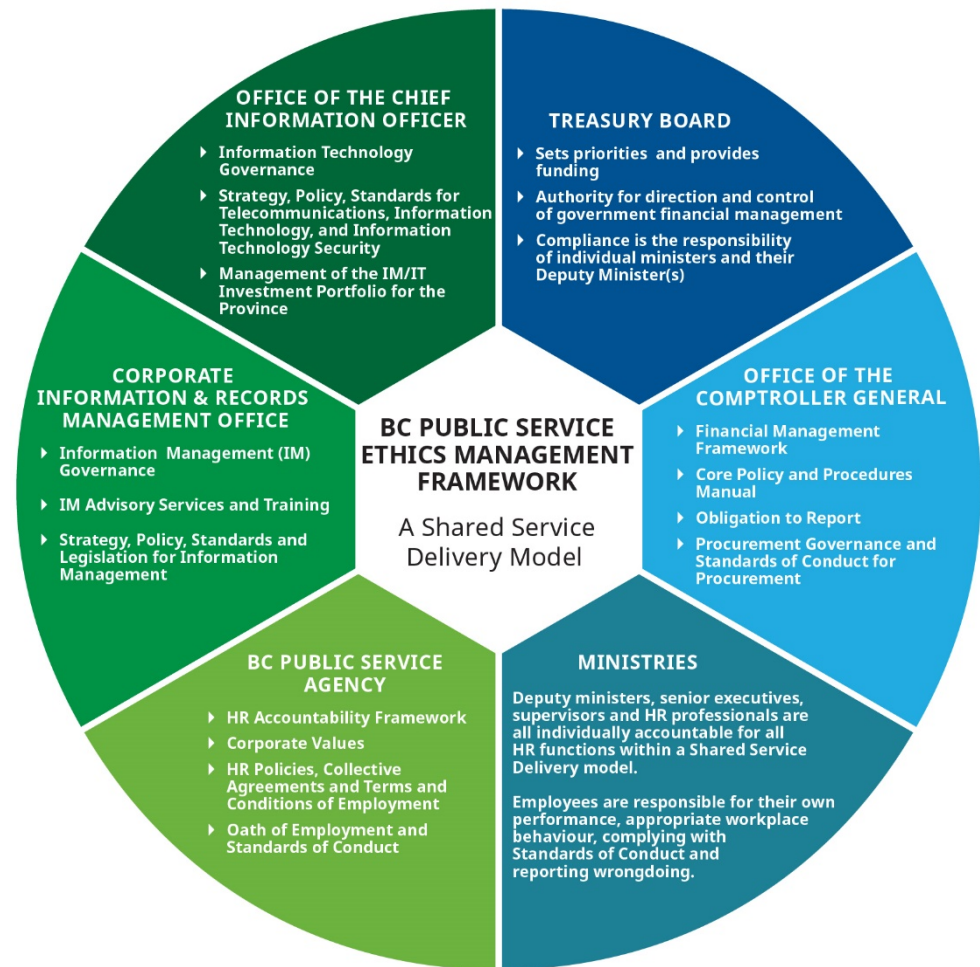 OFFICE OF THE CHIEF
INFORMATION OFFICER
Information Technology
Governance
Strategy, Policy, Standards for
Telecommunications, Information
Technology, and Information
Technology Security
Management of the IM/IT
Investment Portfolio for the
Province
TREASURY BOARD
Sets priorities and provides
funding
Authority for direction and control
of government financial management
Compliance is the responsibility
of individual ministers and their
Deputy Minister(s)
CORPORATE
INFORMATION & RECORDS
MANAGEMENT OFFICE
Information Management (IM)
Governance
IM Advisory Services and Training
Strategy, Policy, Standards and
Legislation for Information
Management
BC PUBLIC SERVICE
ETHICS MANAGEMENT
FRAMEWORK
A Shared Service
Delivery Model
OFFICE OF THE
COMPTROLLER GENERAL
Financial Management
Framework
Core Policy and Procedures
Manual
Obligation to Report
Procurement Governance and
Standards of Conduct for
Procurement
BC PUBLIC SERVICE
AGENCY
HR Accountability Framework
Corporate Values
HR Policies, Collective
Agreements and Terms and
Conditions of Employment
Oath of Employment and
Standards of Conduct
MINISTRIES
Deputy ministers, senior executives,
supervisors and HR professionals are
all individually accountable for all
HR functions within a Shared Service
Delivery model.
Employees are responsible for their own
performance, appropriate workplace
behaviour, complying with
Standards of Conduct and
reporting wrongdoing.